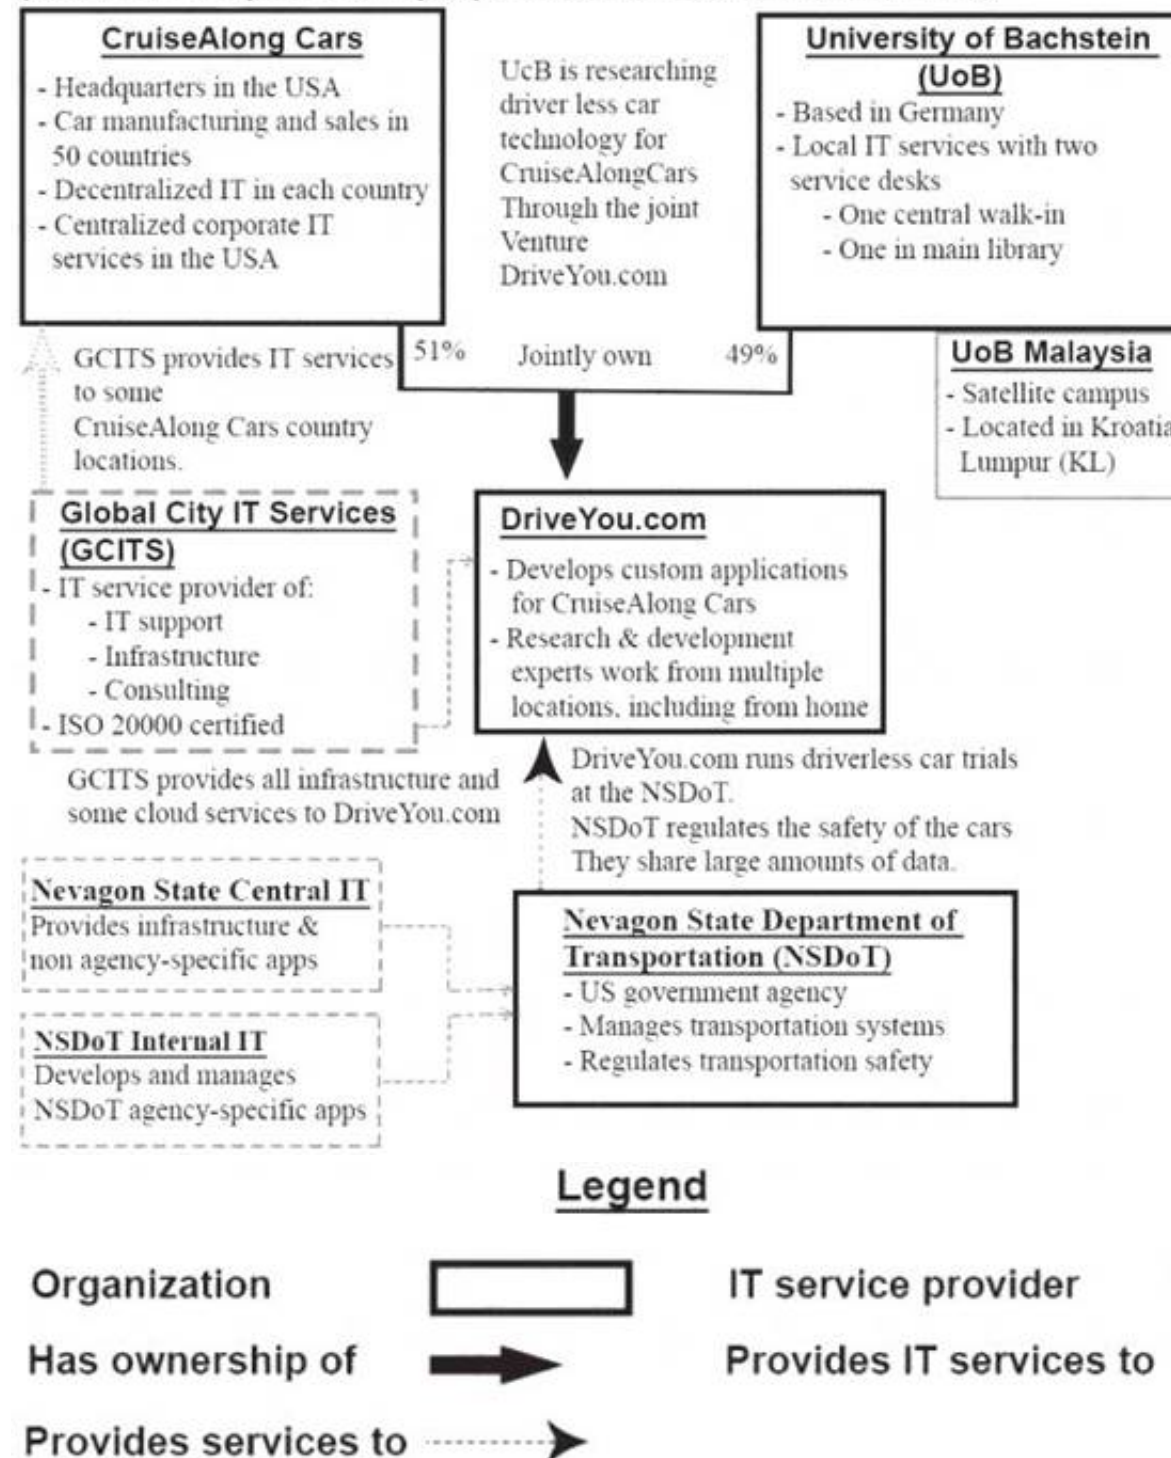 CruiseAlong Cars
- Headquarters in the USA
- Car manufacturing and sales in
50 countries
- Decentralized IT in each country
- Centralized corporate IT
services in the USA
UcB is researching
driver less car
technology for
CruiseAlongCars
Through the joint
Venture
DriveYou.com
University of Bachstein
(UoB)
- Based in Germany
- Local IT services with two
service desks
- One central walk-in
- One in main library
51% Jointly own 49%
UoB Malaysia
- Satellite campus
- Located in Kroatia
Lumpur (KL)
GCITS provides IT services
to some
CruiseAlong Cars country
locations.
Global City IT Services
(GCITS)
- IT service provider of:
- IT support
- Infrastructure
- Consulting
- ISO 20000 certified
DriveYou.com
- Develops custom applications
for CruiseAlong Cars
- Research & development
experts work from multiple
locations, including from home
GCITS provides all infrastructure and
some cloud services to DriveYou.com
DriveYou.com runs driverless car trials
at the NSDoT.
NSDoT regulates the safety of the cars
They share large amounts of data.
Nevagon State Central IT
Provides infrastructure &
non agency-specific apps
NSDoT Internal IT
Develops and manages
NSDoT agency-specific apps
Nevagon State Department of
Transportation (NSDoT)
- US government agency
- Manages transportation systems
- Regulates transportation safety
Legend
Organization
IT service provider
Has ownership of
Provides IT services to
Provides services to